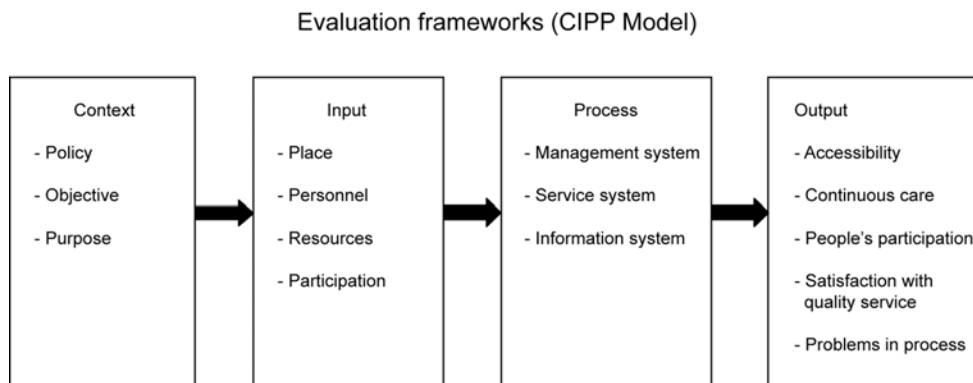 Evaluation frameworks (CIPP Model)
Context
- Policy
- Objective
- Purpose
Input
- Place
- Personnel
- Resources
- Participation
Process
- Management system
- Service system
- Information system
Output
- Accessibility
- Continuous care
- People’s participation
- Satisfaction with
quality service
- Problems in process